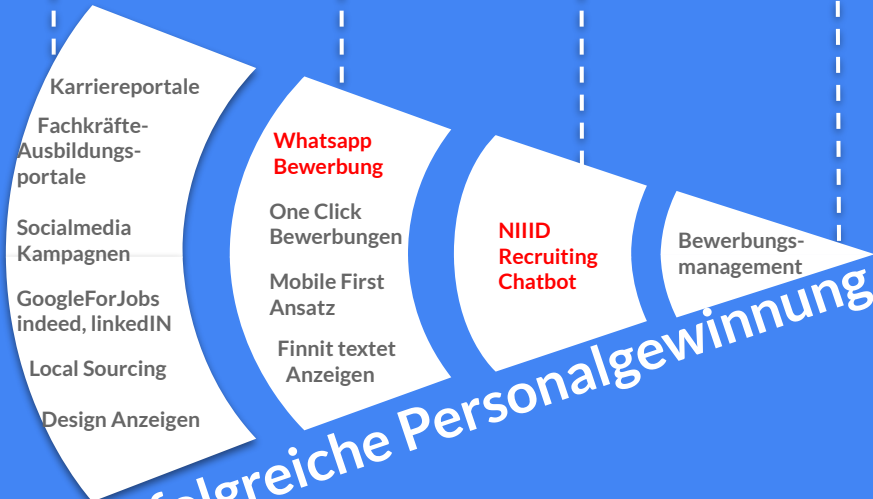 Karriereportale
Fachkräfte-
Ausbildungs-
portale
Socialmedia
Kampagnen
GoogleForJobs
indeed, linkedIN
Local Sourcing
Design Anzeigen
Whatsapp
Bewerbung
One Click
Bewerbungen
Mobile First
Ansatz
Finnit textet
Anzeigen
NIIID
Recruiting
Chatbot
Bewerbungs-
management
folgreiche Personalgewinnung